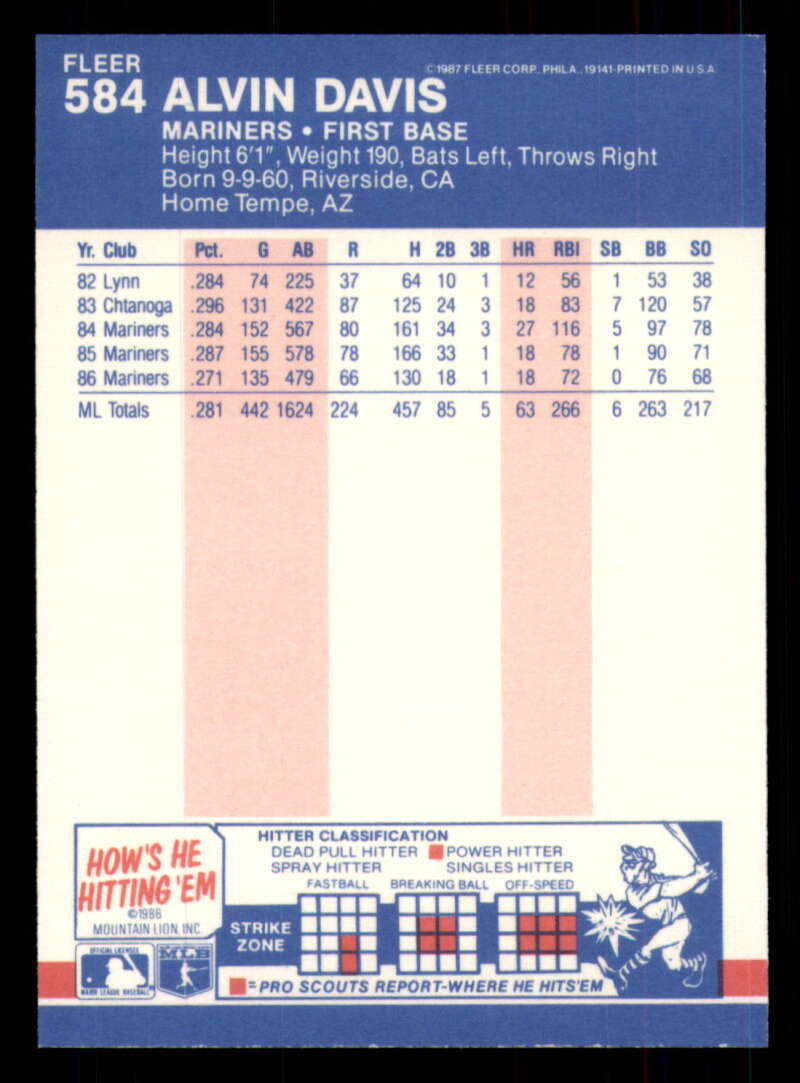 FLEER
©1987 FLEER CORP., PHILA., 19141-PRINTED IN U.S.A.
584 ALVIN DAVIS
MARINERS • FIRST BASE
Height 6'1", Weight 190, Bats Left, Throws Right
Born 9-9-60, Riverside, CA
Home Tempe, AZ
Yr. Club Pct. G AB R H 2B 3B HR RBI SB BB SO
82 Lynn .284 74 225 37 64 10 1 12 56 1 53 38
83 Chtanoga .296 131 422 87 125 24 3 18 83 7 120 57
84 Mariners .284 152 567 80 161 34 3 27 116 5 97 78
85 Mariners .287 155 578 78 166 33 1 18 78 1 90 71
86 Mariners .271 135 479 66 130 18 1 18 72 0 76 68
ML Totals .281 442 1624 224 457 85 5 63 266 6 263 217
HOW'S HE
HITTING 'EM
©1986
MOUNTAIN LION, INC.
HITTER CLASSIFICATION
DEAD PULL HITTER POWER HITTER
SPRAY HITTER SINGLES HITTER
FASTBALL BREAKING BALL OFF-SPEED
STRIKE
ZONE
OFFICIAL LICENSEE
MAJOR LEAGUE BASEBALL
MLB
=PRO SCOUTS REPORT-WHERE HE HITS'EM